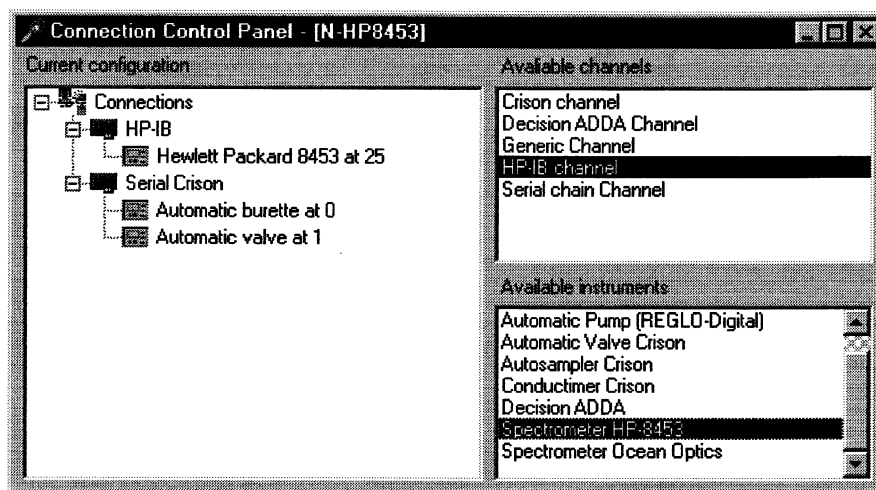 Connection Control Panel - [N-HP8453]
Current configuration
Connections
HP-IB
Hewlett Packard 8453 at 25
Serial Crison
Automatic burette at 0
Automatic valve at 1
Available channels
Crison channel
Decision ADDA Channel
Generic Channel
HP-IB channel
Serial chain Channel
Available instruments
Automatic Pump (REGLO-Digital)
Automatic Valve Crison
Autosampler Crison
Conductimer Crison
Decision ADDA
Spectrometer HP-8453
Spectrometer Ocean Optics